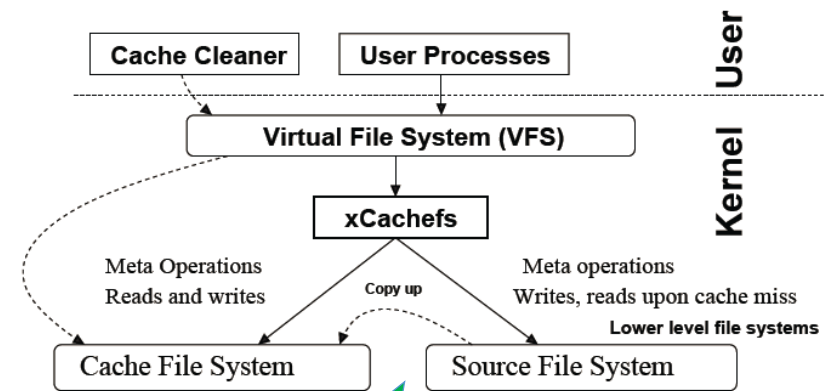 Cache Cleaner
User Processes
User
Virtual File System (VFS)
Kernel
xCachefs
Meta Operations
Reads and writes
Copy up
Meta operations
Writes, reads upon cache miss
Lower level file systems
Cache File System
Source File System